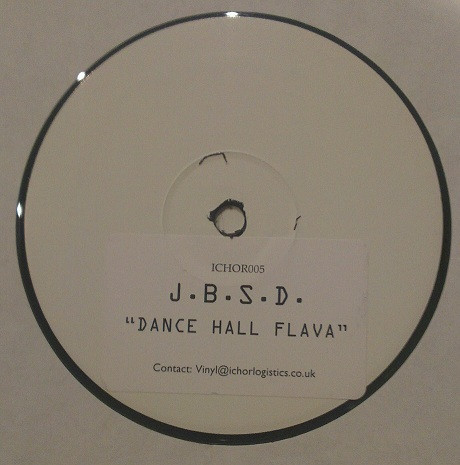 ICHOR005
J.B.S.D.
"DANCE HALL FLAVA"
Contact: Vinyl@ichorlogistics.co.uk